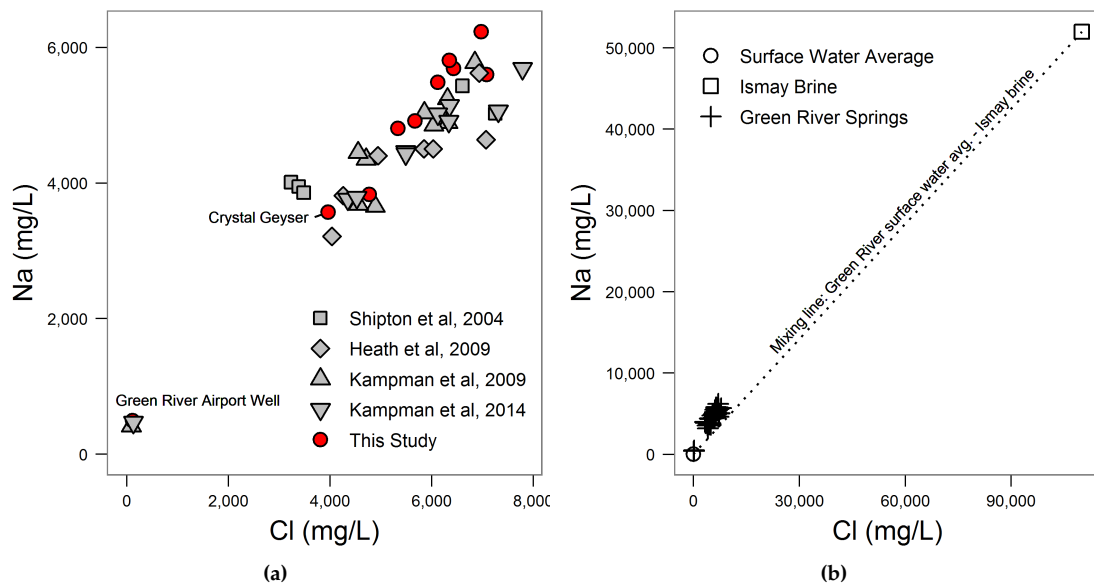 6,000
4,000
2,000
0
Na (mg/L)
Crystal Geyser
Green River Airport Well
Shipton et al, 2004
Heath et al, 2009
Kampman et al, 2009
Kampman et al, 2014
This Study
0
2,000
4,000
6,000
8,000
Cl (mg/L)
(a)
50,000
40,000
30,000
20,000
10,000
0
Na (mg/L)
Surface Water Average
Ismay Brine
Green River Springs
Mixing line: Green River surface water avg. - Ismay brine
0
30,000
60,000
90,000
Cl (mg/L)
(b)